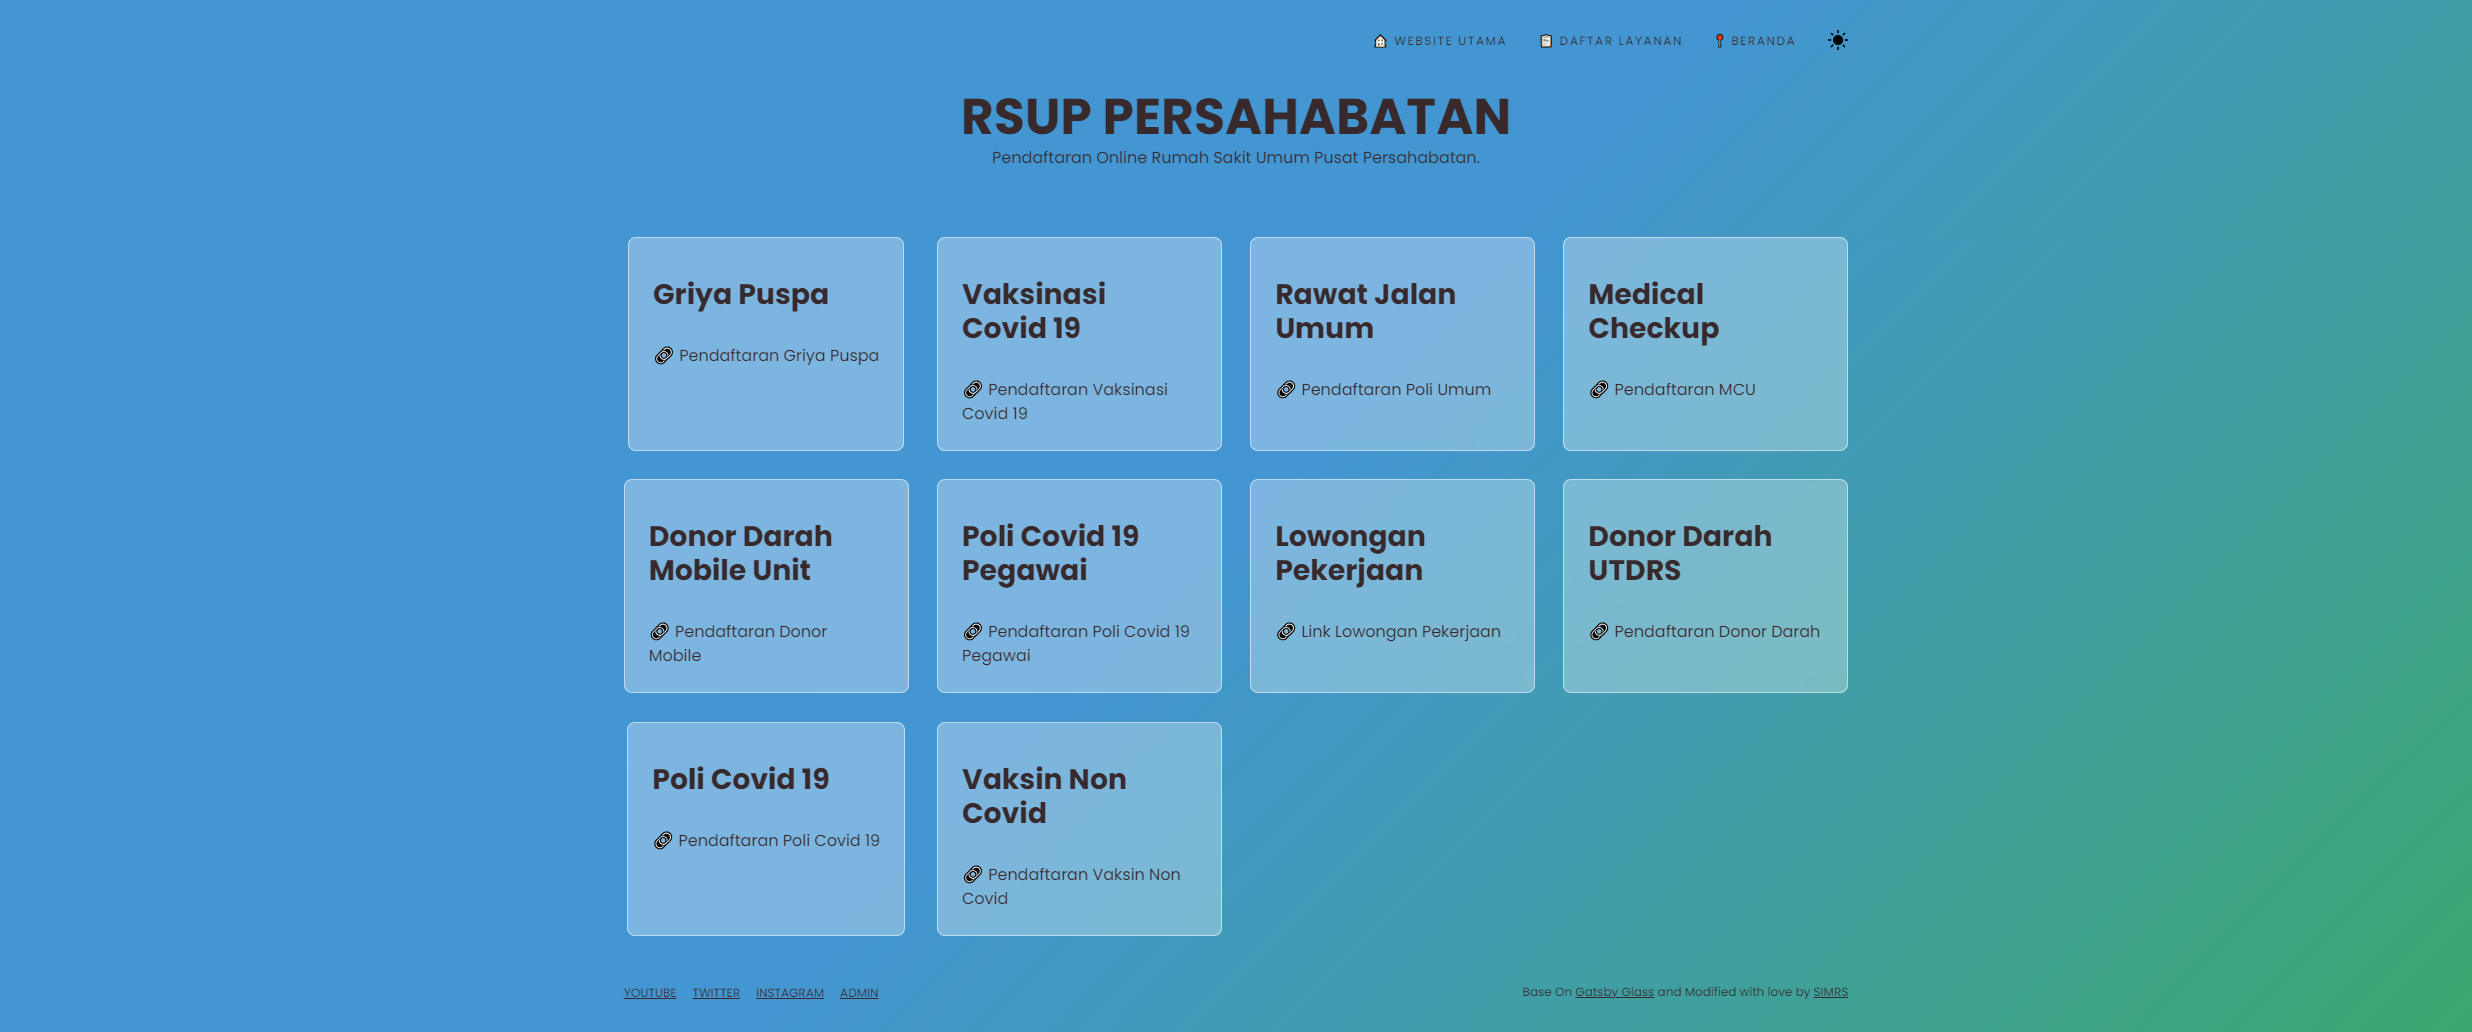 WEBSITE UTAMA
DAFTAR LAYANAN
BERANDA
RSUP PERSAHABATAN
Pendaftaran Online Rumah Sakit Umum Pusat Persahabatan.
Griya Puspa
Pendaftaran Griya Puspa
Vaksinasi
Covid 19
Pendaftaran Vaksinasi
Covid 19
Rawat Jalan
Umum
Pendaftaran Poli Umum
Medical
Checkup
Pendaftaran MCU
Donor Darah
Mobile Unit
Pendaftaran Donor
Mobile
Poli Covid 19
Pegawai
Pendaftaran Poli Covid 19
Pegawai
Lowongan
Pekerjaan
Link Lowongan Pekerjaan
Donor Darah
UTDRS
Pendaftaran Donor Darah
Poli Covid 19
Pendaftaran Poli Covid 19
Vaksin Non
Covid
Pendaftaran Vaksin Non
Covid
YOUTUBE TWITTER INSTAGRAM ADMIN
Base On Gatsby Glass and Modified with love by SIMRS